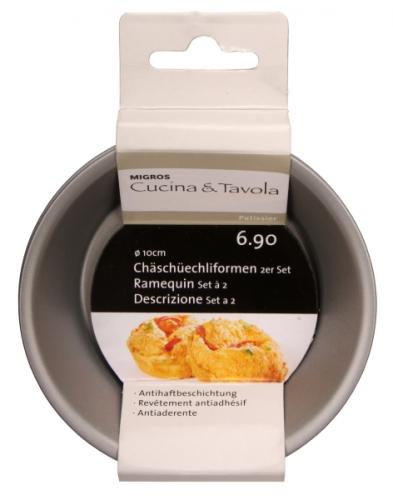 MIGROS
Cucina & Tavola
Patissier
6.90
ø 10cm
Chäschüechliformen 2er Set
Ramequin Set à 2
Descrizione Set a 2
· Antihaftbeschichtung
· Revêtement antiadhésif
· Antiaderente